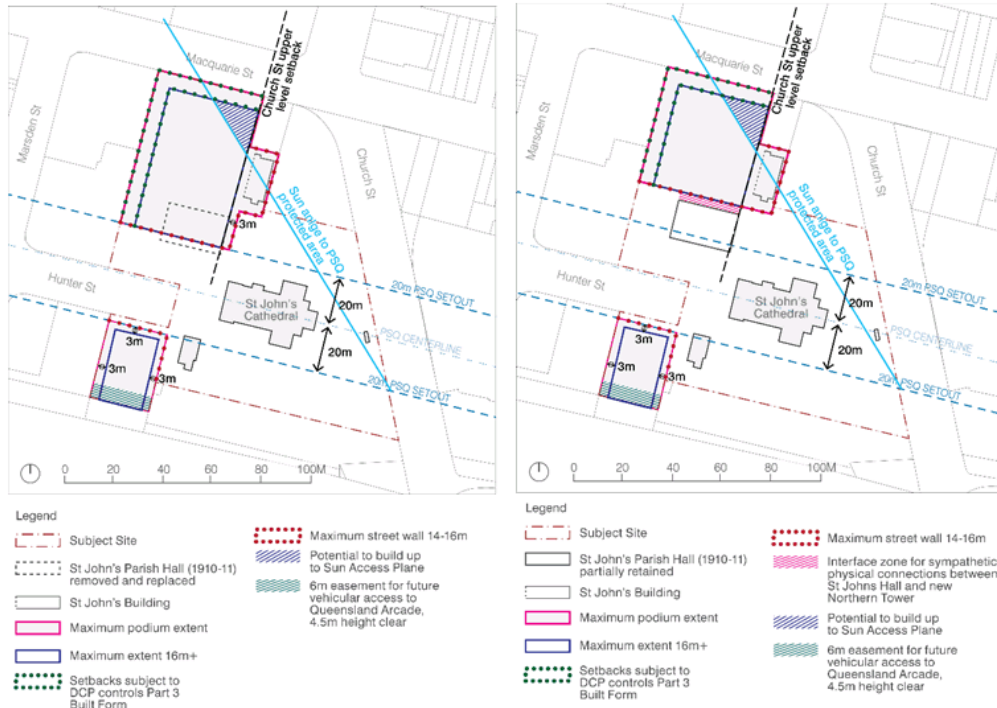 Macquarie St
Church St upper
level setback
Marsden St
Church St
Sun anlge to PSQ
protected area
3m
Hunter St
St John's
Cathedral
20m
20m
20m PSQ SETOUT
PSQ CENTERLINE
20m PSQ SETOUT
3m
3m
3m
0 20 40 60 80 100M
Legend
Subject Site
St John's Parish Hall (1910-11)
removed and replaced
St John's Building
Maximum podium extent
Maximum extent 16m+
Setbacks subject to
DCP controls Part 3
Built Form
Maximum street wall 14-16m
Potential to build up
to Sun Access Plane
6m easement for future
vehicular access to
Queensland Arcade,
4.5m height clear
Macquarie St
Church St upper
level setback
Marsden St
Church St
Sun anlge to PSQ
protected area
Hunter St
St John's
Cathedral
20m
20m
20m PSQ SETOUT
PSQ CENTERLINE
20m PSQ SETOUT
3m
3m
3m
0 20 40 60 80 100M
Legend
Subject Site
St John's Parish Hall (1910-11)
partially retained
St John's Building
Maximum podium extent
Maximum extent 16m+
Setbacks subject to
DCP controls Part 3
Built Form
Maximum street wall 14-16m
Interface zone for sympathetic
physical connections between
St Johns Hall and new
Northern Tower
Potential to build up
to Sun Access Plane
6m easement for future
vehicular access to
Queensland Arcade,
4.5m height clear